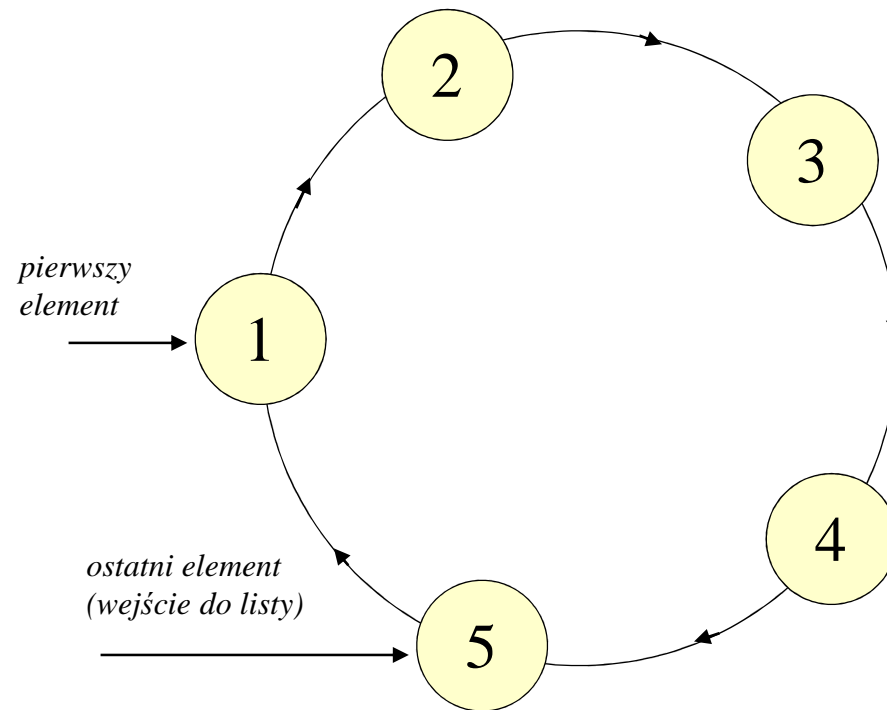 2
3
pierwszy
element
1
4
ostatni element
(wejście do listy)
5